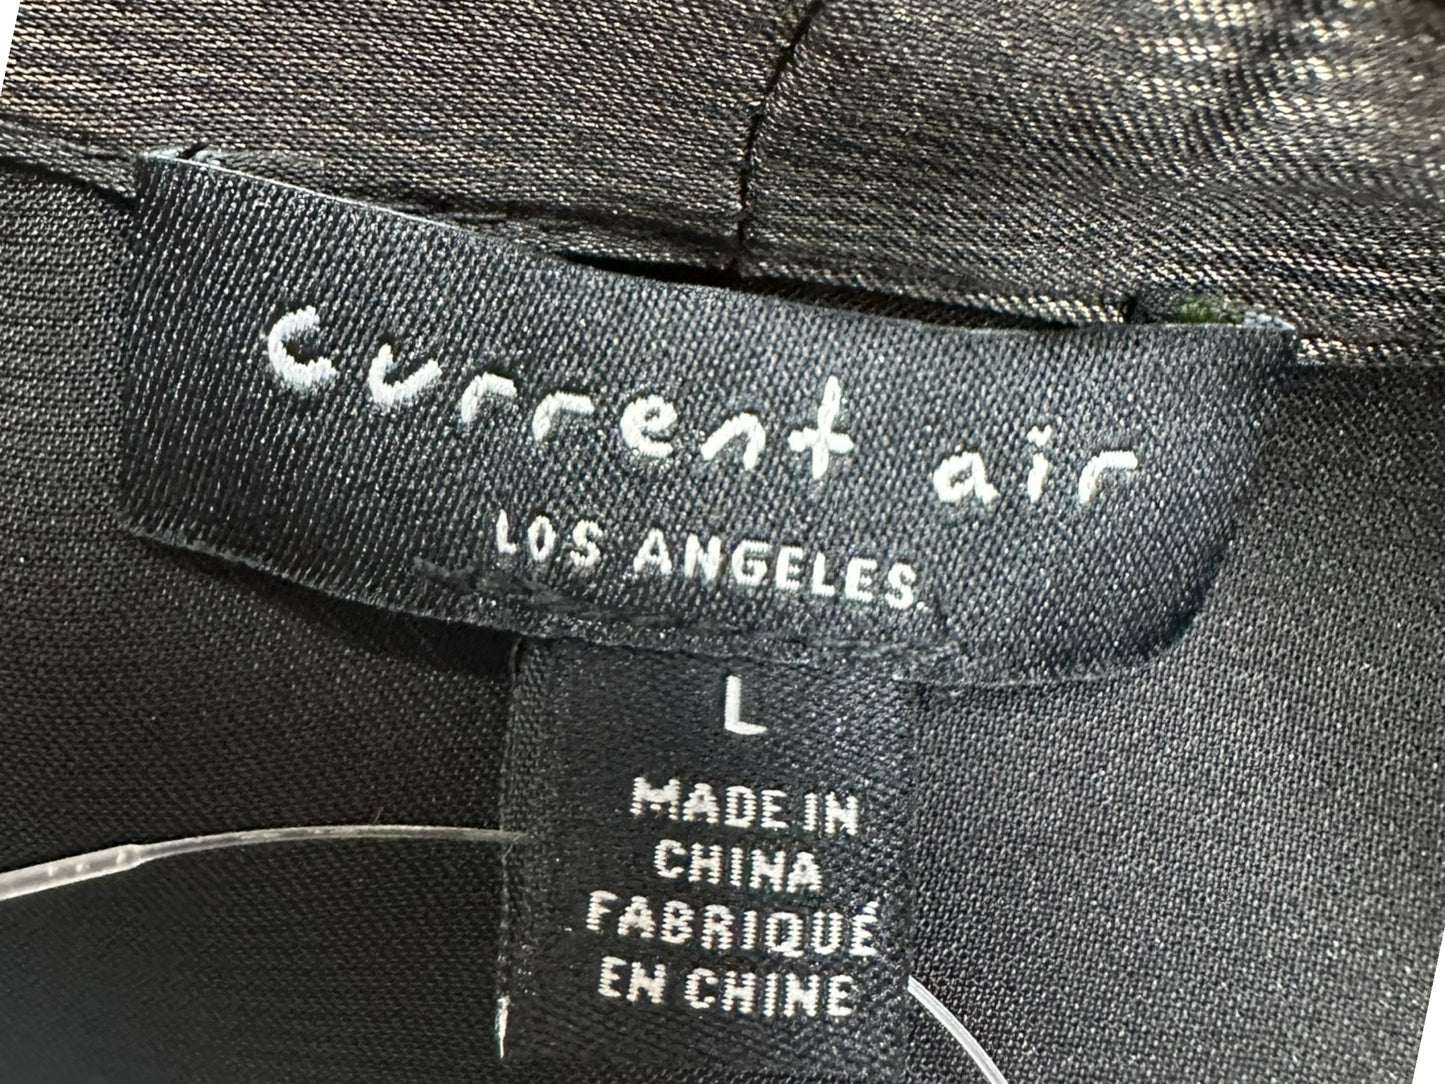 current air
LOS ANGELES
L
MADE IN
CHINA
FABRIQUÉ
EN CHINE